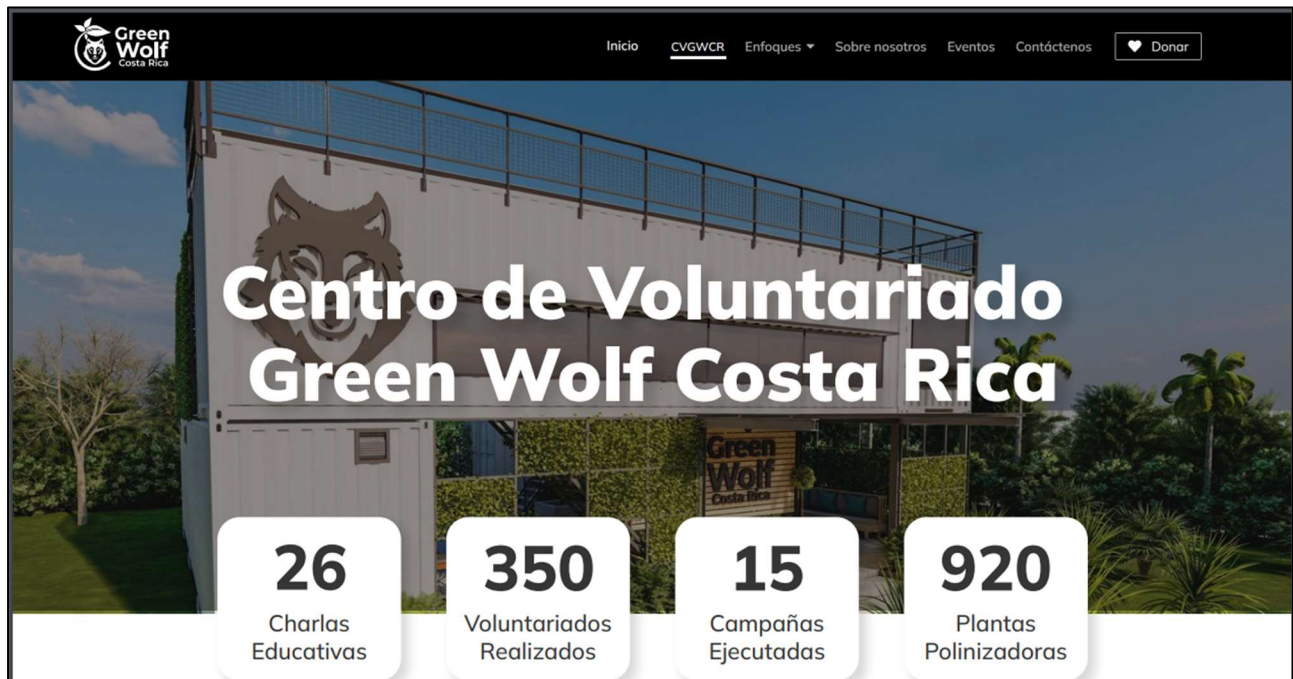 Green
Wolf
Costa Rica
Inicio CVGWCR Enfoques Sobre nosotros Eventos Contáctenos Donar
Centro de Voluntariado
Green Wolf Costa Rica
Green
Wolf
Costa Rica
26
Charlas
Educativas
350
Voluntariados
Realizados
15
Campañas
Ejecutadas
920
Plantas
Polinizadoras